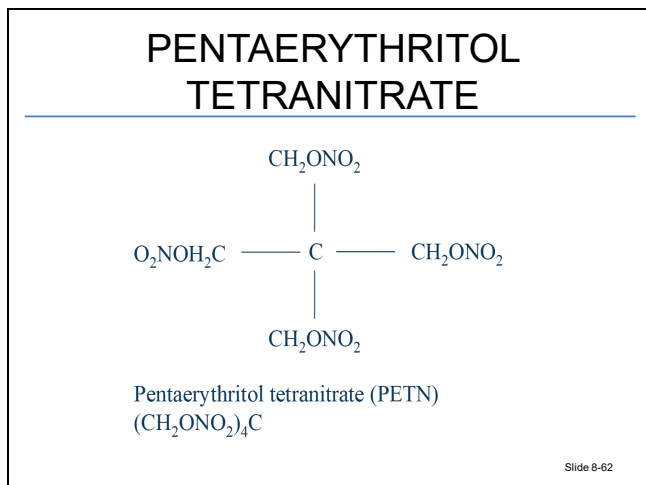 PENTAERYTHRITOL
TETRANITRATE
CH₂ONO₂
O₂NOH₂C C CH₂ONO₂
CH₂ONO₂
Pentaerythritol tetranitrate (PETN)
(CH₂ONO₂)₄C
Slide 8-62